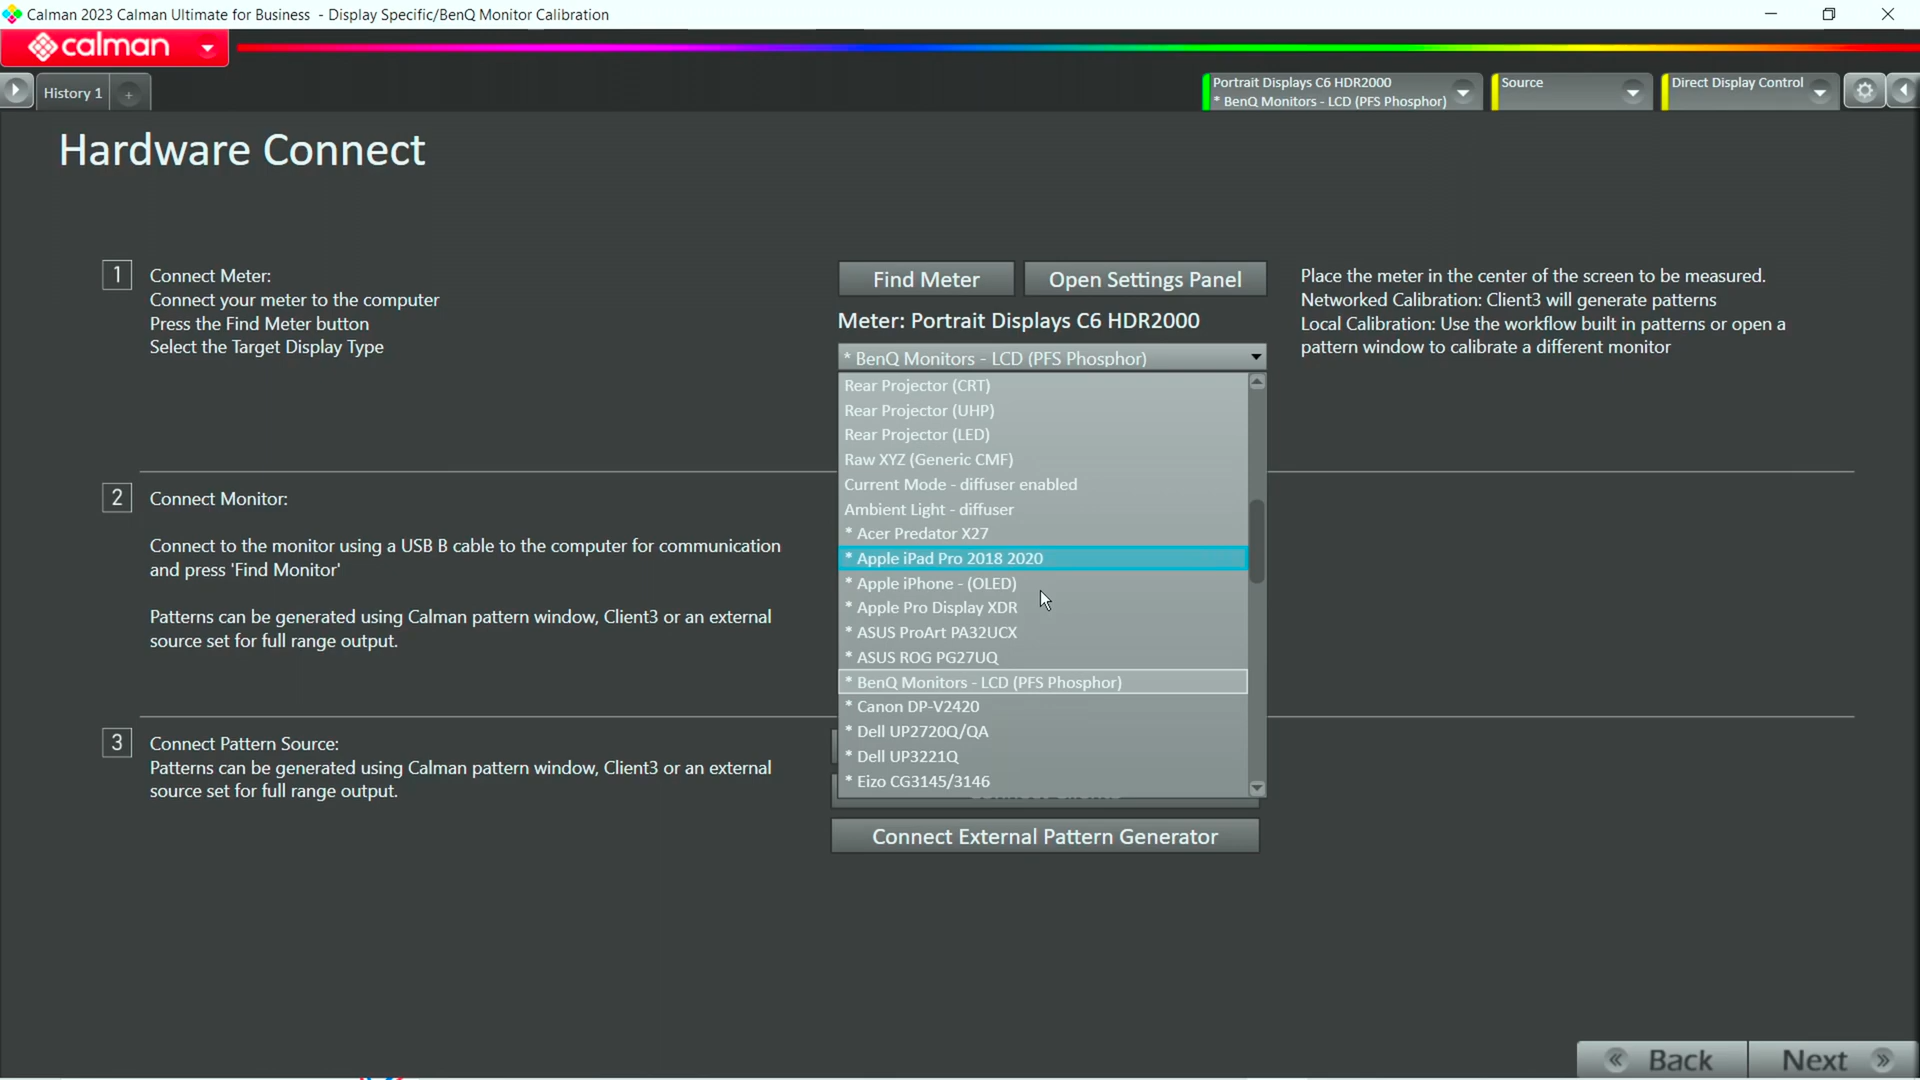 Calman 2023 Calman Ultimate for Business - Display Specific/BenQ Monitor Calibration
calman
History 1
+
Portrait Displays C6 HDR2000
* BenQ Monitors - LCD (PFS Phosphor)
Source
Direct Display Control
Hardware Connect
1
Connect Meter:
Connect your meter to the computer
Press the Find Meter button
Select the Target Display Type
Find Meter
Open Settings Panel
Meter: Portrait Displays C6 HDR2000
* BenQ Monitors - LCD (PFS Phosphor)
Rear Projector (CRT)
Rear Projector (UHP)
Rear Projector (LED)
Raw XYZ (Generic CMF)
Current Mode - diffuser enabled
Ambient Light - diffuser
* Acer Predator X27
* Apple iPad Pro 2018 2020
* Apple iPhone - (OLED)
* Apple Pro Display XDR
* ASUS ProArt PA32UCX
* ASUS ROG PG27UQ
* BenQ Monitors - LCD (PFS Phosphor)
* Canon DP-V2420
* Dell UP2720Q/QA
* Dell UP3221Q
* Eizo CG3145/3146
Place the meter in the center of the screen to be measured.
Networked Calibration: Client3 will generate patterns
Local Calibration: Use the workflow built in patterns or open a
pattern window to calibrate a different monitor
2
Connect Monitor:
Connect to the monitor using a USB B cable to the computer for communication
and press 'Find Monitor'
Patterns can be generated using Calman pattern window, Client3 or an external
source set for full range output.
3
Connect Pattern Source:
Patterns can be generated using Calman pattern window, Client3 or an external
source set for full range output.
Connect External Pattern Generator
Back
Next